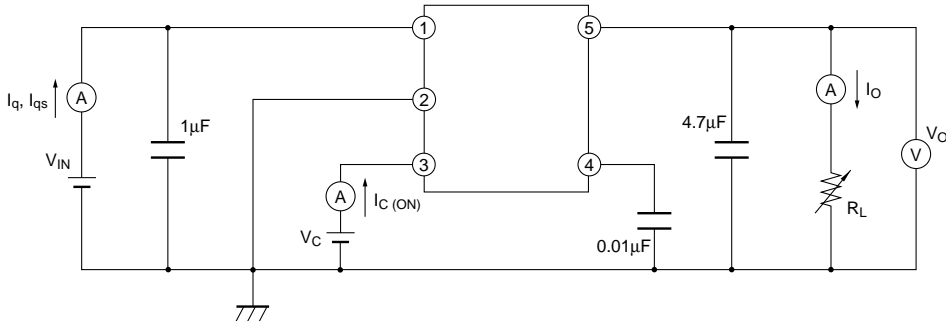 1
5
A
Iq, Iqs
A
IO
2
1μF
4.7μF
VO
V
VIN
3
4
A
IC (ON)
RL
VC
0.01μF